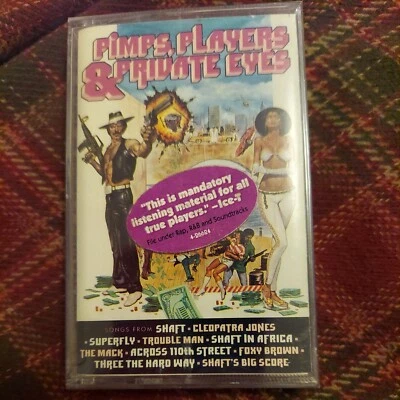 PIMPS, PLAYERS
& PRIVATE EYES
"This is mandatory
listening material for all
true players." —Ice-T
File under Rap, R&B and Soundtracks
4-26624
SONGS FROM SHAFT • CLEOPATRA JONES
• SUPERFLY • TROUBLE MAN • SHAFT IN AFRICA •
THE MACK • ACROSS 110TH STREET • FOXY BROWN •
THREE THE HARD WAY • SHAFT'S BIG SCORE